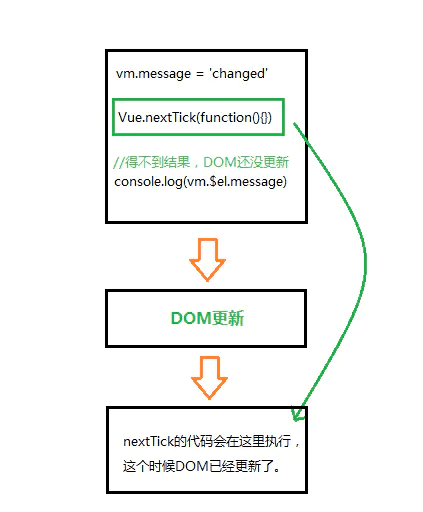 vm.message = 'changed'
Vue.nextTick(function(){})
//得不到结果，DOM还没更新
console.log(vm.$el.message)
DOM更新
nextTick的代码会在这里执行，
这个时候DOM已经更新了。